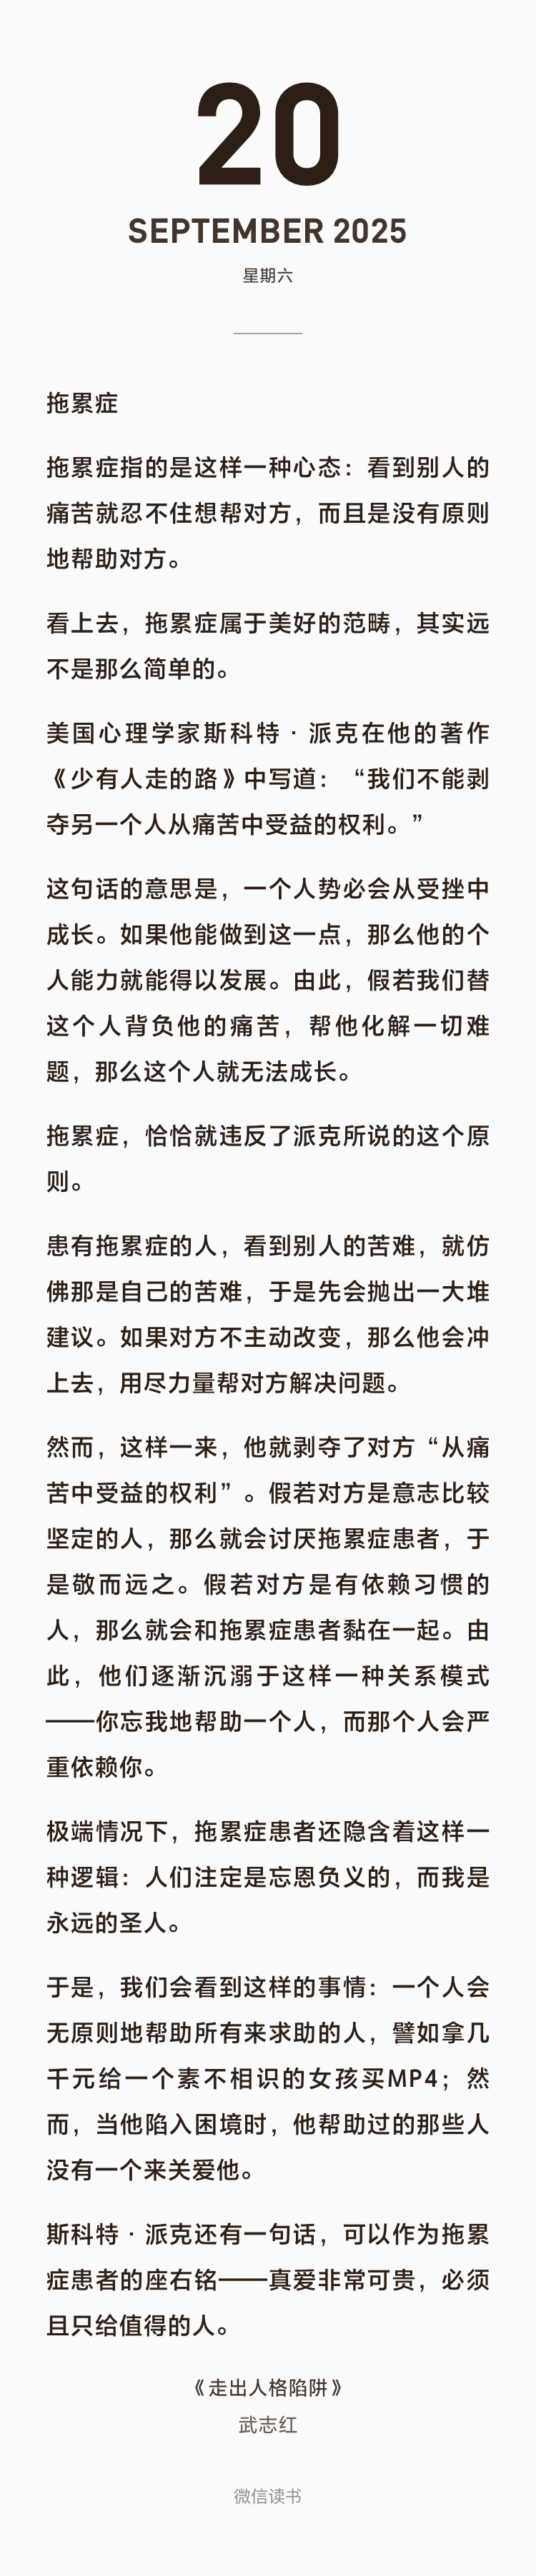 20
SEPTEMBER 2025
星期六
拖累症
拖累症指的是这样一种心态：看到别人的
痛苦就忍不住想帮对方，而且是没有原则
地帮助对方。
看上去，拖累症属于美好的范畴，其实远
不是那么简单的。
美国心理学家斯科特·派克在他的著作
《少有人走的路》中写道：“我们不能剥
夺另一个人从痛苦中受益的权利。”
这句话的意思是，一个人势必会从受挫中
成长。如果他能做到这一点，那么他的个
人能力就能得以发展。由此，假若我们替
这个人背负他的痛苦，帮他化解一切难
题，那么这个人就无法成长。
拖累症，恰恰就违反了派克所说的这个原
则。
患有拖累症的人，看到别人的苦难，就仿
佛那是自己的苦难，于是先会抛出一大堆
建议。如果对方不主动改变，那么他会冲
上去，用尽力量帮对方解决问题。
然而，这样一来，他就剥夺了对方“从痛
苦中受益的权利”。假若对方是意志比较
坚定的人，那么就会讨厌拖累症患者，于
是敬而远之。假若对方是有依赖习惯的
人，那么就会和拖累症患者黏在一起。由
此，他们逐渐沉溺于这样一种关系模式
——你忘我地帮助一个人，而那个人会严
重依赖你。
极端情况下，拖累症患者还隐含着这样一
种逻辑：人们注定是忘恩负义的，而我是
永远的圣人。
于是，我们会看到这样的事情：一个人会
无原则地帮助所有来求助的人，譬如拿几
千元给一个素不相识的女孩买MP4；然
而，当他陷入困境时，他帮助过的那些人
没有一个来关爱他。
斯科特·派克还有一句话，可以作为拖累
症患者的座右铭——真爱非常可贵，必须
且只给值得的人。
《走出人格陷阱》
武志红
微信读书